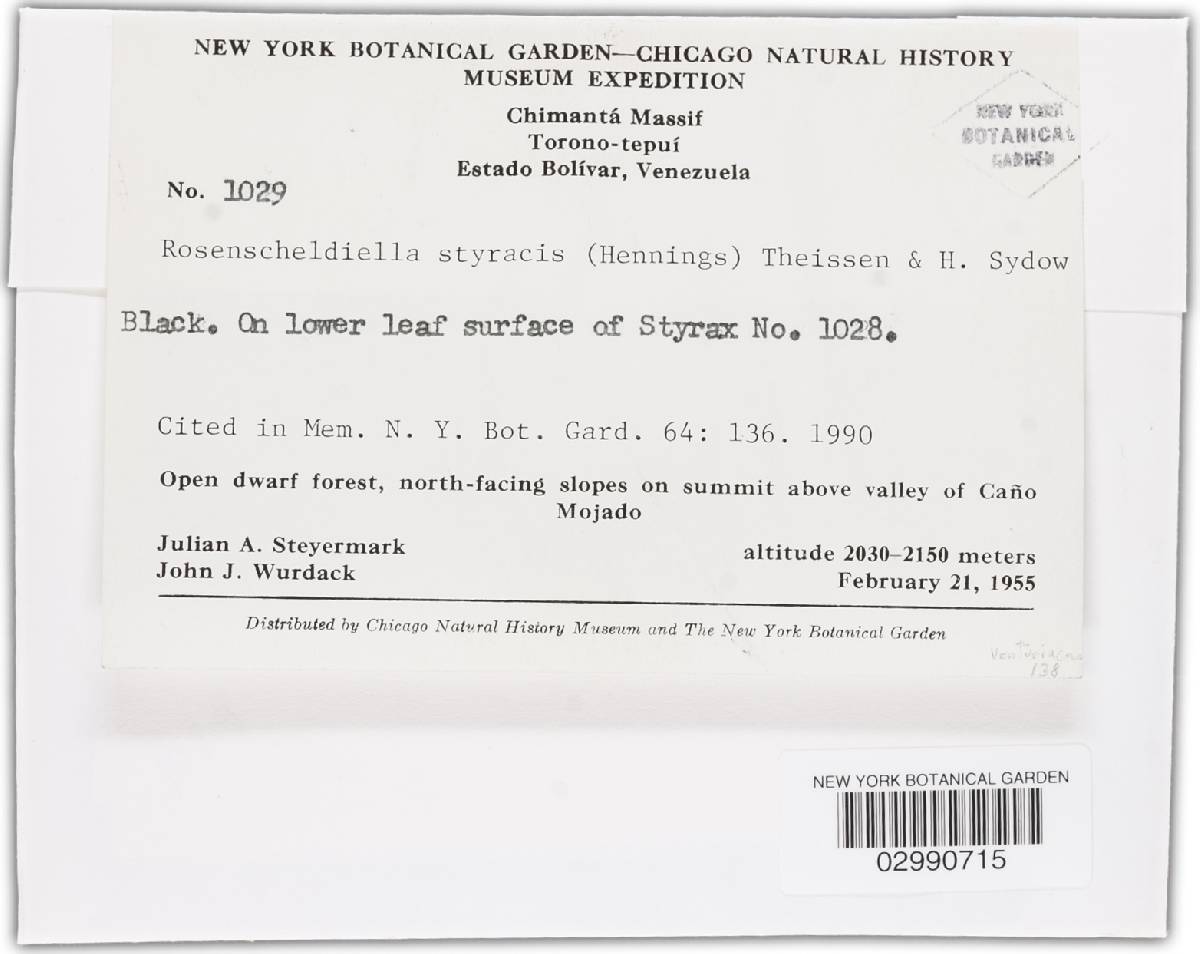 NEW YORK BOTANICAL GARDEN—CHICAGO NATURAL HISTORY
MUSEUM EXPEDITION
Chimantá Massif
Torono-tepuí
Estado Bolívar, Venezuela
NEW YORK
BOTANICAL
GARDEN
No. 1029
Rosenscheldiella styracis (Hennings) Theissen & H. Sydow
Black. On lower leaf surface of Styrax No. 1028.
Cited in Mem. N. Y. Bot. Gard. 64: 136. 1990
Open dwarf forest, north-facing slopes on summit above valley of Caño
Mojado
Julian A. Steyermark
John J. Wurdack
altitude 2030–2150 meters
February 21, 1955
Distributed by Chicago Natural History Museum and The New York Botanical Garden
138
NEW YORK BOTANICAL GARDEN
02990715